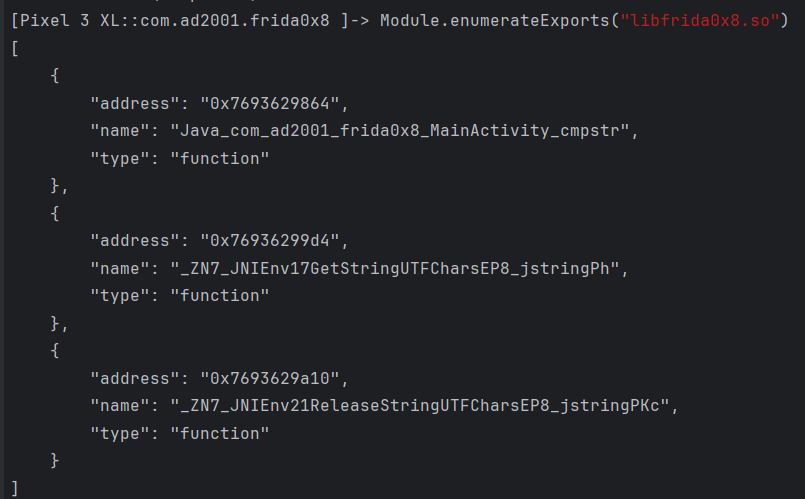 [Pixel 3 XL::com.ad2001.frida0x8 ]-> Module.enumerateExports("libfrida0x8.so")
[
    {
        "address": "0x7693629864",
        "name": "Java_com_ad2001_frida0x8_MainActivity_cmpstr",
        "type": "function"
    },
    {
        "address": "0x76936299d4",
        "name": "_ZN7_JNIEnv17GetStringUTFCharsEP8_jstringPh",
        "type": "function"
    },
    {
        "address": "0x7693629a10",
        "name": "_ZN7_JNIEnv21ReleaseStringUTFCharsEP8_jstringPKc",
        "type": "function"
    }
]